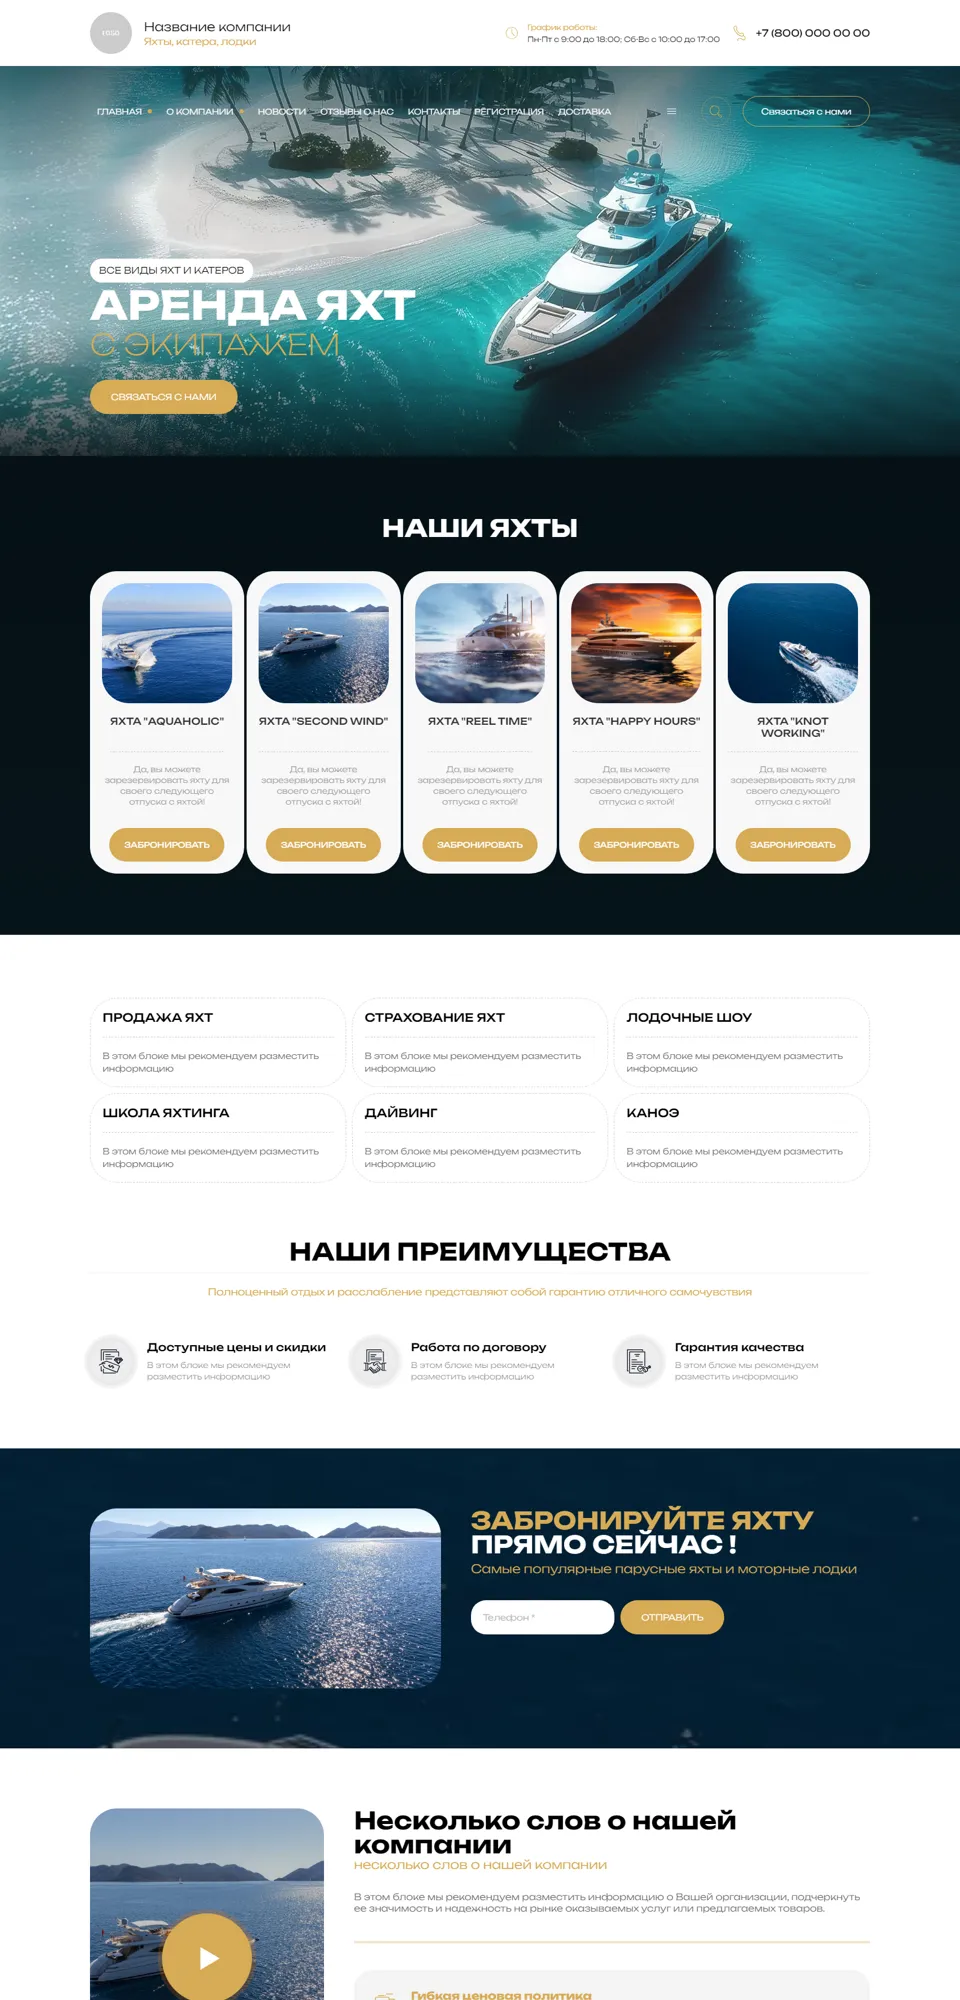 LOGO
Название компании
Яхты, катера, лодки
График работы:
Пн-Пт с 9:00 до 18:00; Сб-Вс с 10:00 до 17:00
+7 (800) 000 00 00
ГЛАВНАЯ О КОМПАНИИ НОВОСТИ ОТЗЫВЫ О НАС КОНТАКТЫ РЕГИСТРАЦИЯ ДОСТАВКА
Связаться с нами
ВСЕ ВИДЫ ЯХТ И КАТЕРОВ
АРЕНДА ЯХТ
С ЭКИПАЖЕМ
СВЯЗАТЬСЯ С НАМИ
НАШИ ЯХТЫ
ЯХТА "AQUAHOLIC"
Да, вы можете
зарезервировать яхту для
своего следующего
отпуска с яхтой!
ЗАБРОНИРОВАТЬ
ЯХТА "SECOND WIND"
Да, вы можете
зарезервировать яхту для
своего следующего
отпуска с яхтой!
ЗАБРОНИРОВАТЬ
ЯХТА "REEL TIME"
Да, вы можете
зарезервировать яхту для
своего следующего
отпуска с яхтой!
ЗАБРОНИРОВАТЬ
ЯХТА "HAPPY HOURS"
Да, вы можете
зарезервировать яхту для
своего следующего
отпуска с яхтой!
ЗАБРОНИРОВАТЬ
ЯХТА "KNOT
WORKING"
Да, вы можете
зарезервировать яхту для
своего следующего
отпуска с яхтой!
ЗАБРОНИРОВАТЬ
ПРОДАЖА ЯХТ
В этом блоке мы рекомендуем разместить
информацию
СТРАХОВАНИЕ ЯХТ
В этом блоке мы рекомендуем разместить
информацию
ЛОДОЧНЫЕ ШОУ
В этом блоке мы рекомендуем разместить
информацию
ШКОЛА ЯХТИНГА
В этом блоке мы рекомендуем разместить
информацию
ДАЙВИНГ
В этом блоке мы рекомендуем разместить
информацию
КАНОЭ
В этом блоке мы рекомендуем разместить
информацию
НАШИ ПРЕИМУЩЕСТВА
Полноценный отдых и расслабление представляют собой гарантию отличного самочувствия
Доступные цены и скидки
В этом блоке мы рекомендуем
разместить информацию
Работа по договору
В этом блоке мы рекомендуем
разместить информацию
Гарантия качества
В этом блоке мы рекомендуем
разместить информацию
ЗАБРОНИРУЙТЕ ЯХТУ
ПРЯМО СЕЙЧАС !
Самые популярные парусные яхты и моторные лодки
Телефон *
ОТПРАВИТЬ
Несколько слов о нашей
компании
несколько слов о нашей компании
В этом блоке мы рекомендуем разместить информацию о Вашей организации, подчеркнуть
ее значимость и надежность на рынке оказываемых услуг или предлагаемых товаров.
Гибкая ценовая политика